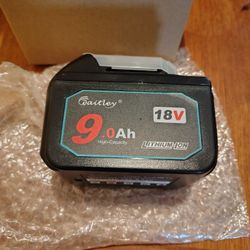 Waitley
9.0Ah
18V
High-Capacity
LITHIUM-ION